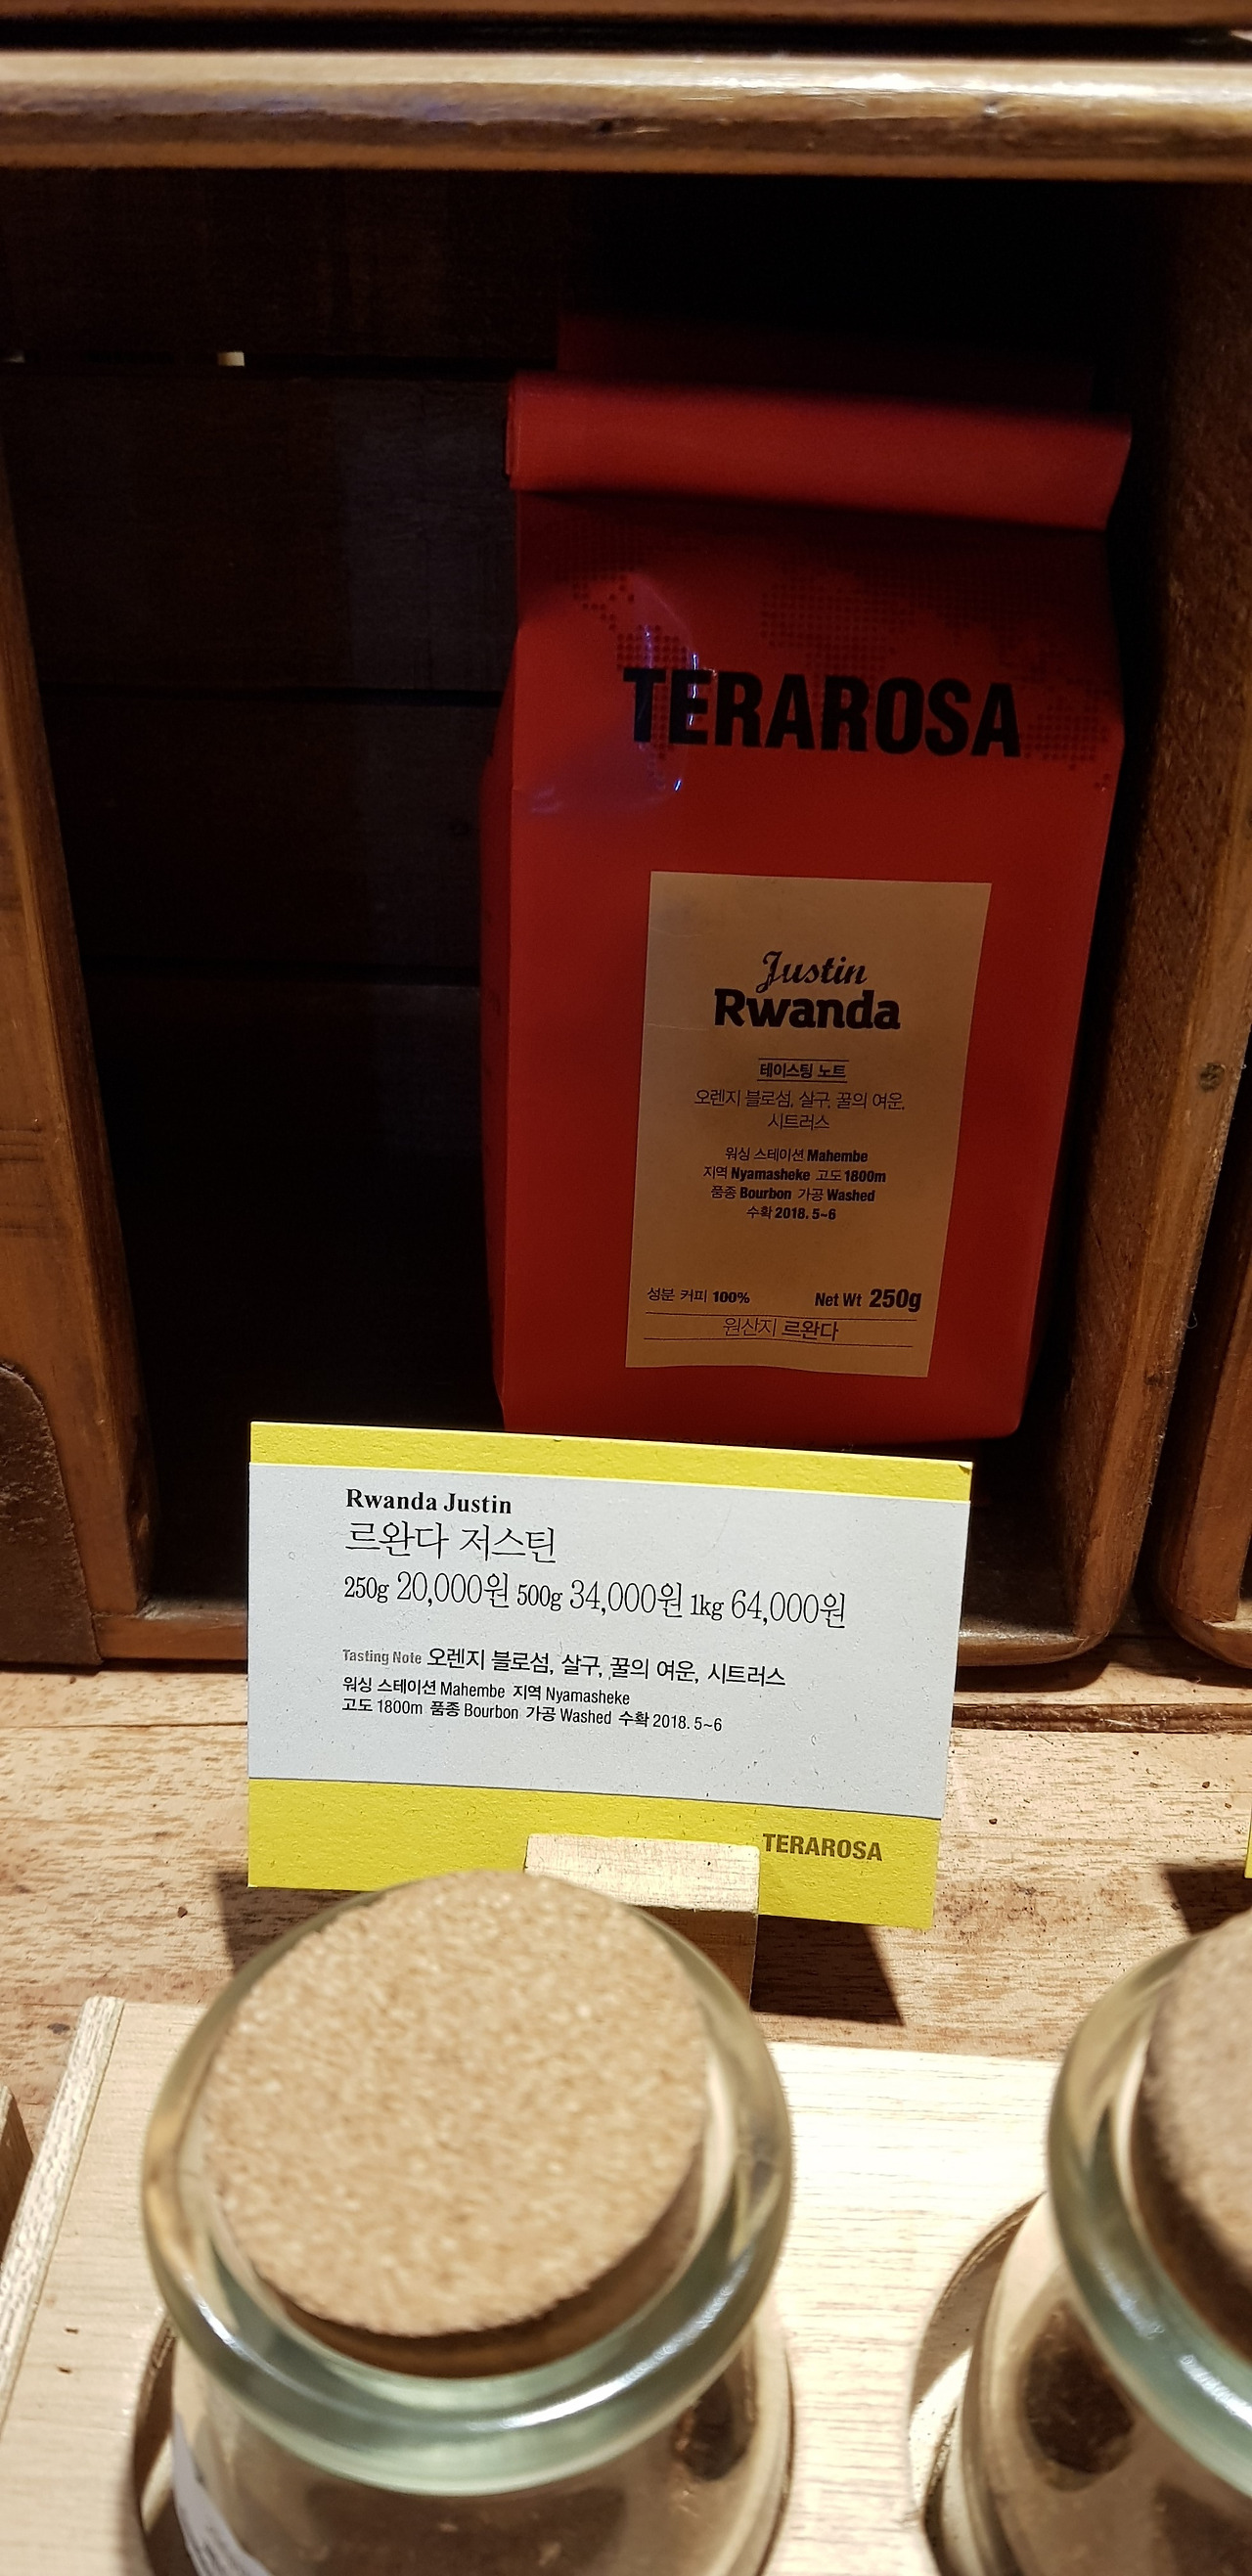 TERAROSA
Justin
Rwanda
테이스팅 노트
오렌지 블로섬, 살구, 꿀의 여운,
시트러스
워싱 스테이션 Mahembe
지역 Nyamasheke 고도 1800m
품종 Bourbon 가공 Washed
수확 2018. 5~6
성분 커피 100% Net Wt 250g
원산지 르완다
Rwanda Justin
르완다 저스틴
250g 20,000원 500g 34,000원 1kg 64,000원
Tasting Note 오렌지 블로섬, 살구, 꿀의 여운, 시트러스
워싱 스테이션 Mahembe 지역 Nyamasheke
고도 1800m 품종 Bourbon 가공 Washed 수확 2018. 5~6
TERAROSA